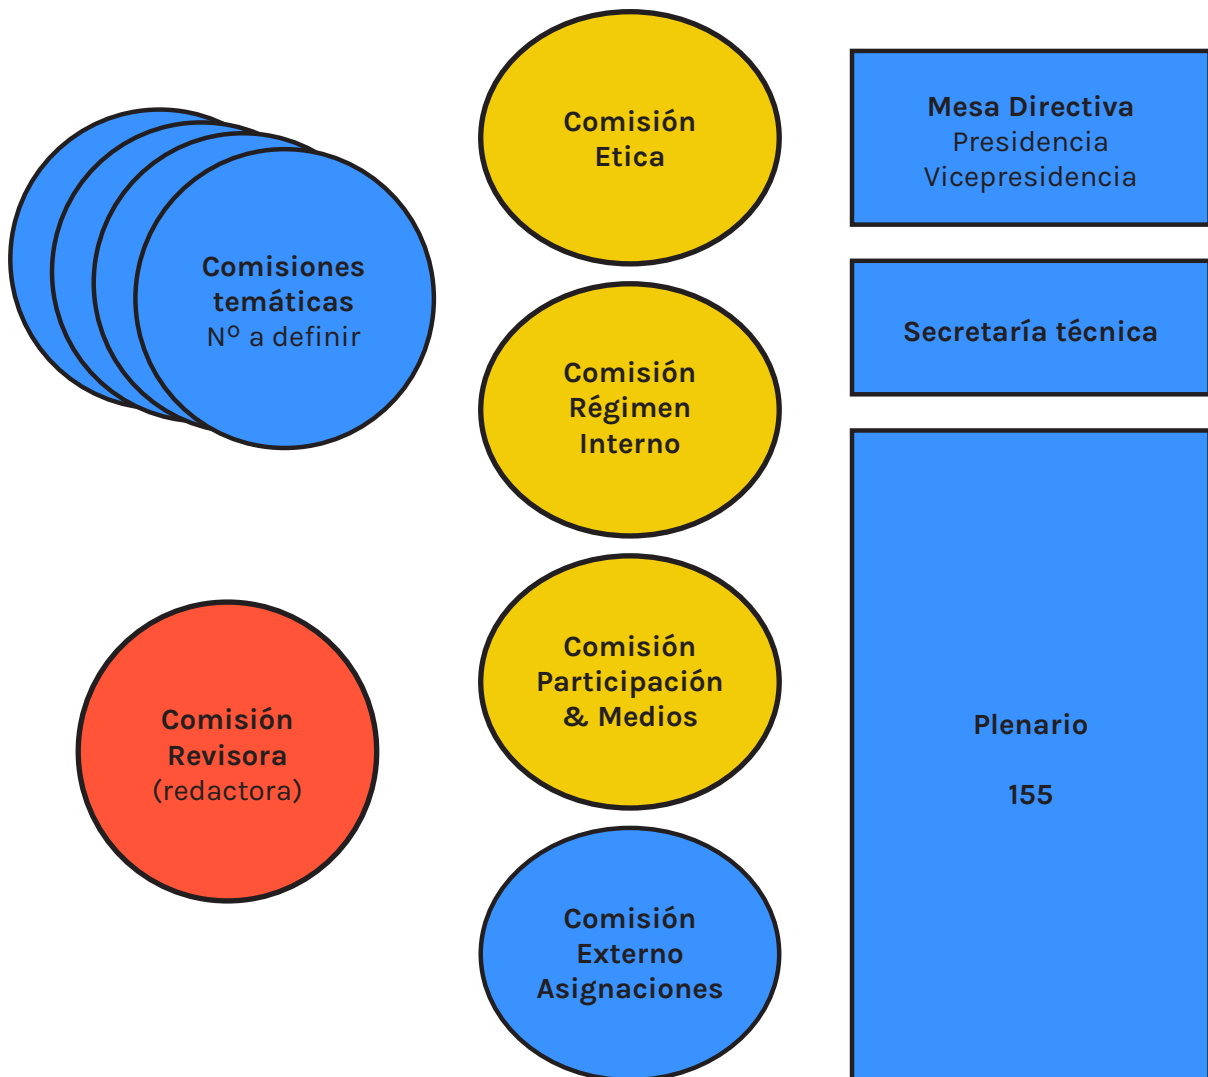 Comisiones
temáticas
Nº a definir
Comisión
Revisora
(redactora)
Comisión
Etica
Comisión
Régimen
Interno
Comisión
Participación
& Medios
Comisión
Externo
Asignaciones
Mesa Directiva
Presidencia
Vicepresidencia
Secretaría técnica
Plenario
155